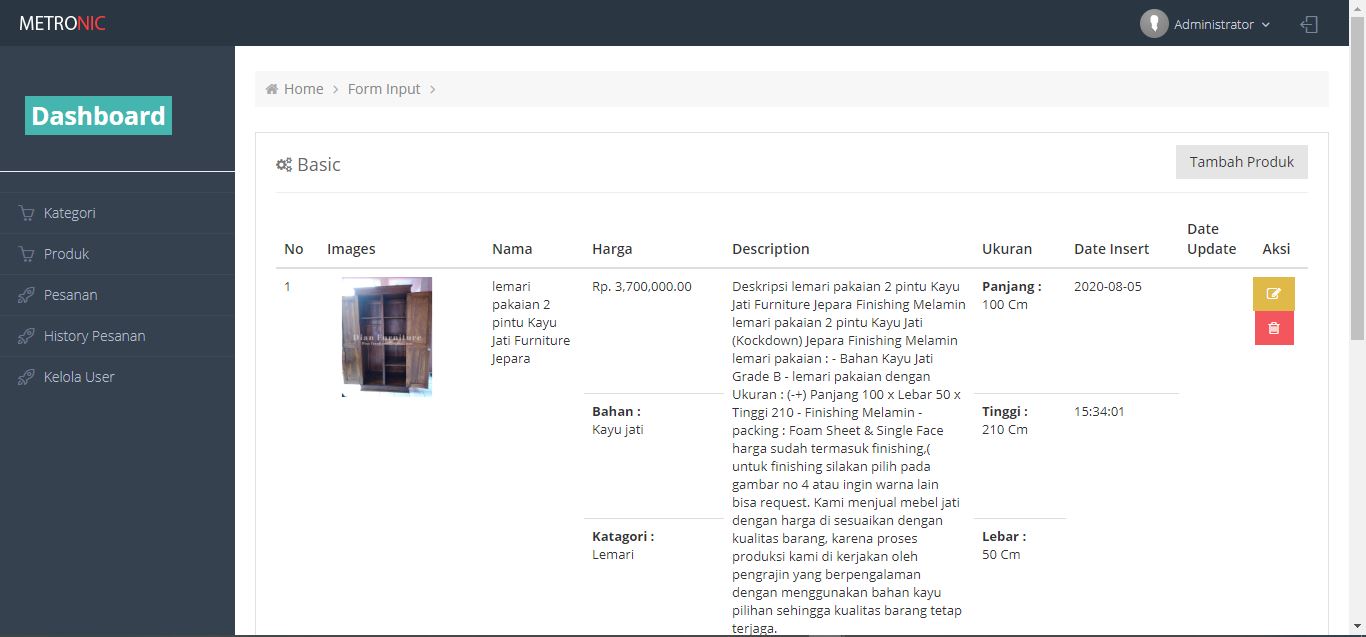 METRONIC
Administrator
Dashboard
Home
Form Input
Kategori
Produk
Pesanan
History Pesanan
Kelola User
Basic
Tambah Produk
No
Images
Nama
Harga
Description
Ukuran
Date Insert
Date
Update
Aksi
1
Dian Furniture
lemari
pakaian 2
pintu Kayu
Jati Furniture
Jepara
Rp. 3,700,000.00
Bahan :
Kayu jati
Katagori :
Lemari
Deskripsi lemari pakaian 2 pintu Kayu
Jati Furniture Jepara Finishing Melamin
lemari pakaian 2 pintu Kayu Jati
(Kockdown) Jepara Finishing Melamin
lemari pakaian : - Bahan Kayu Jati
Grade B - lemari pakaian dengan
Ukuran : (-+) Panjang 100 x Lebar 50 x
Tinggi 210 - Finishing Melamin -
packing : Foam Sheet & Single Face
harga sudah termasuk finishing,(
untuk finishing silakan pilih pada
gambar no 4 atau ingin warna lain
bisa request. Kami menjual mebel jati
dengan harga di sesuaikan dengan
kualitas barang, karena proses
produksi kami di kerjakan oleh
pengrajin yang berpengalaman
dengan menggunakan bahan kayu
pilihan sehingga kualitas barang tetap
terjaga.
Panjang :
100 Cm
Tinggi :
210 Cm
Lebar :
50 Cm
2020-08-05
15:34:01